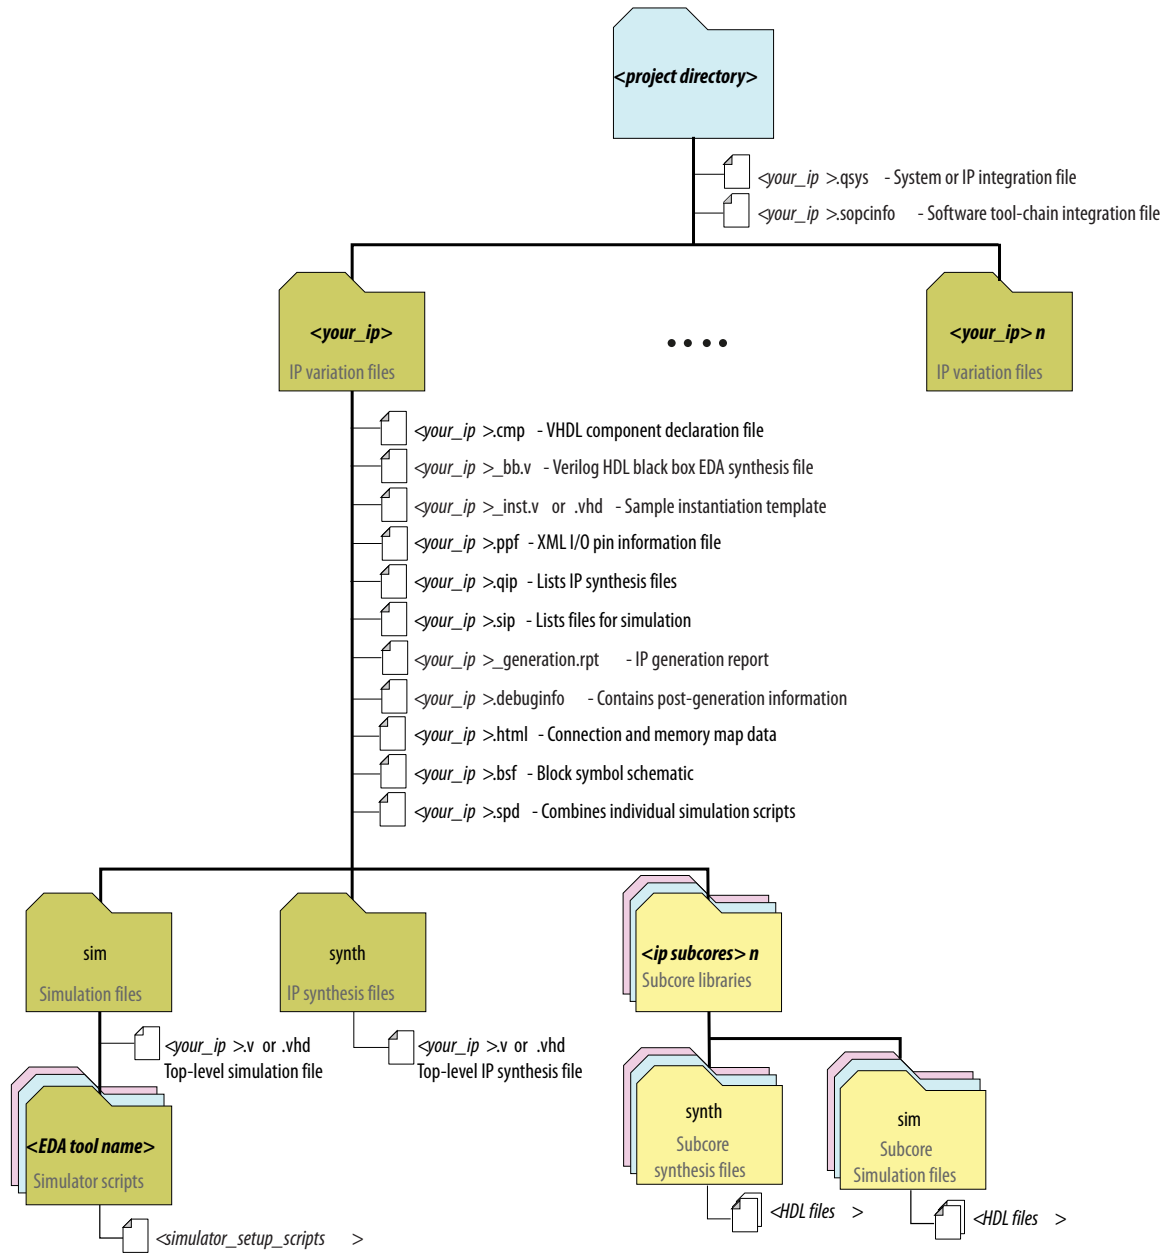 <project directory>
<your_ip >.qsys - System or IP integration file
<your_ip >.sopcinfo - Software tool-chain integration file
<your_ip>
IP variation files
<your_ip> n
IP variation files
<your_ip >.cmp - VHDL component declaration file
<your_ip >_bb.v - Verilog HDL black box EDA synthesis file
<your_ip >_inst.v or .vhd - Sample instantiation template
<your_ip >.ppf - XML I/O pin information file
<your_ip >.qip - Lists IP synthesis files
<your_ip >.sip - Lists files for simulation
<your_ip >_generation.rpt - IP generation report
<your_ip >.debuginfo - Contains post-generation information
<your_ip >.html - Connection and memory map data
<your_ip >.bsf - Block symbol schematic
<your_ip >.spd - Combines individual simulation scripts
sim
Simulation files
synth
IP synthesis files
<ip subcores> n
Subcore libraries
<your_ip >.v or .vhd
Top-level simulation file
<your_ip >.v or .vhd
Top-level IP synthesis file
<EDA tool name>
Simulator scripts
synth
Subcore
synthesis files
sim
Subcore
Simulation files
<HDL files >
<HDL files >
<simulator_setup_scripts >